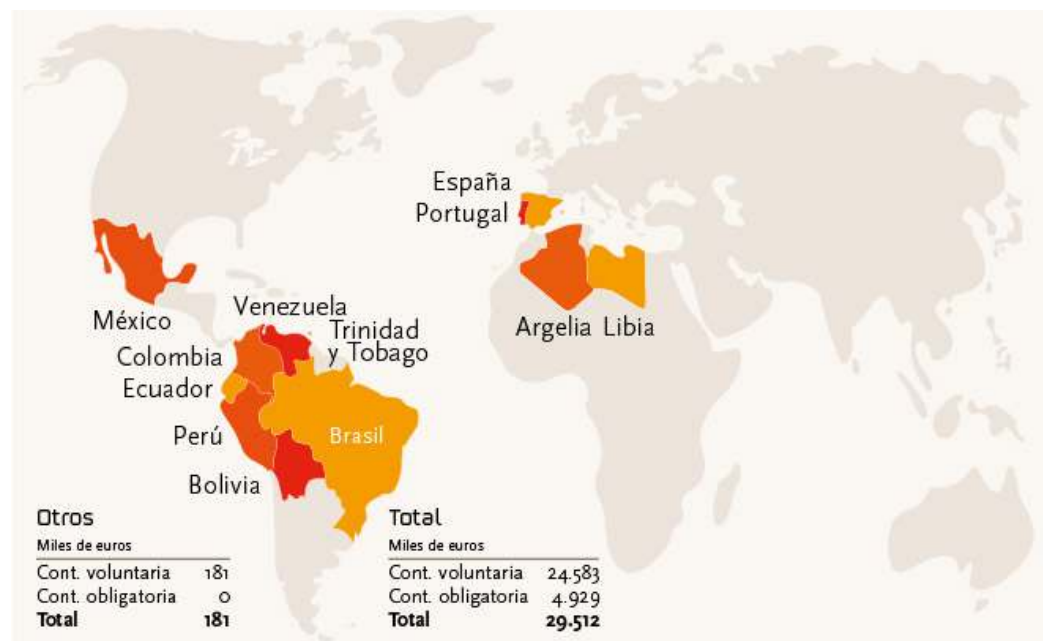 España
Portugal
México
Venezuela
Trinidad
y Tobago
Colombia
Ecuador
Perú
Brasil
Bolivia
Argelia Libia
Otros
Miles de euros
Cont. voluntaria 181
Cont. obligatoria 0
Total 181
Total
Miles de euros
Cont. voluntaria 24.583
Cont. obligatoria 4.929
Total 29.512